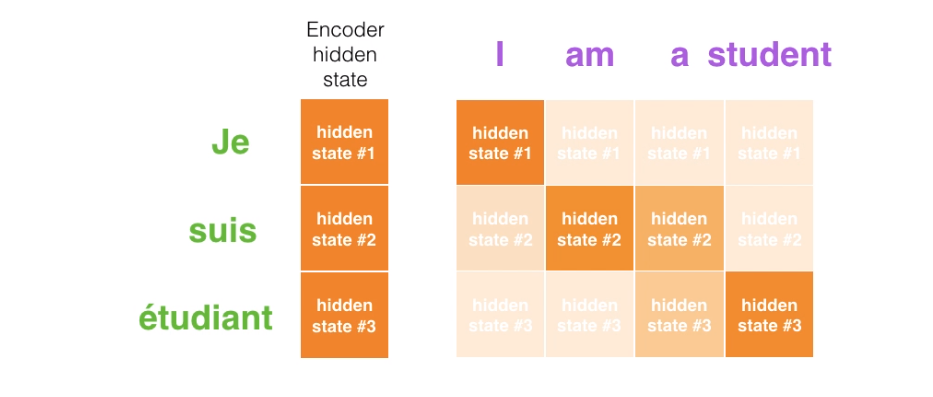 Encoder
hidden
state
I am a student
Je
hidden
state #1
hidden
state #1
hidden
state #1
hidden
state #1
hidden
state #1
suis
hidden
state #2
hidden
state #2
hidden
state #2
hidden
state #2
hidden
state #2
étudiant
hidden
state #3
hidden
state #3
hidden
state #3
hidden
state #3
hidden
state #3